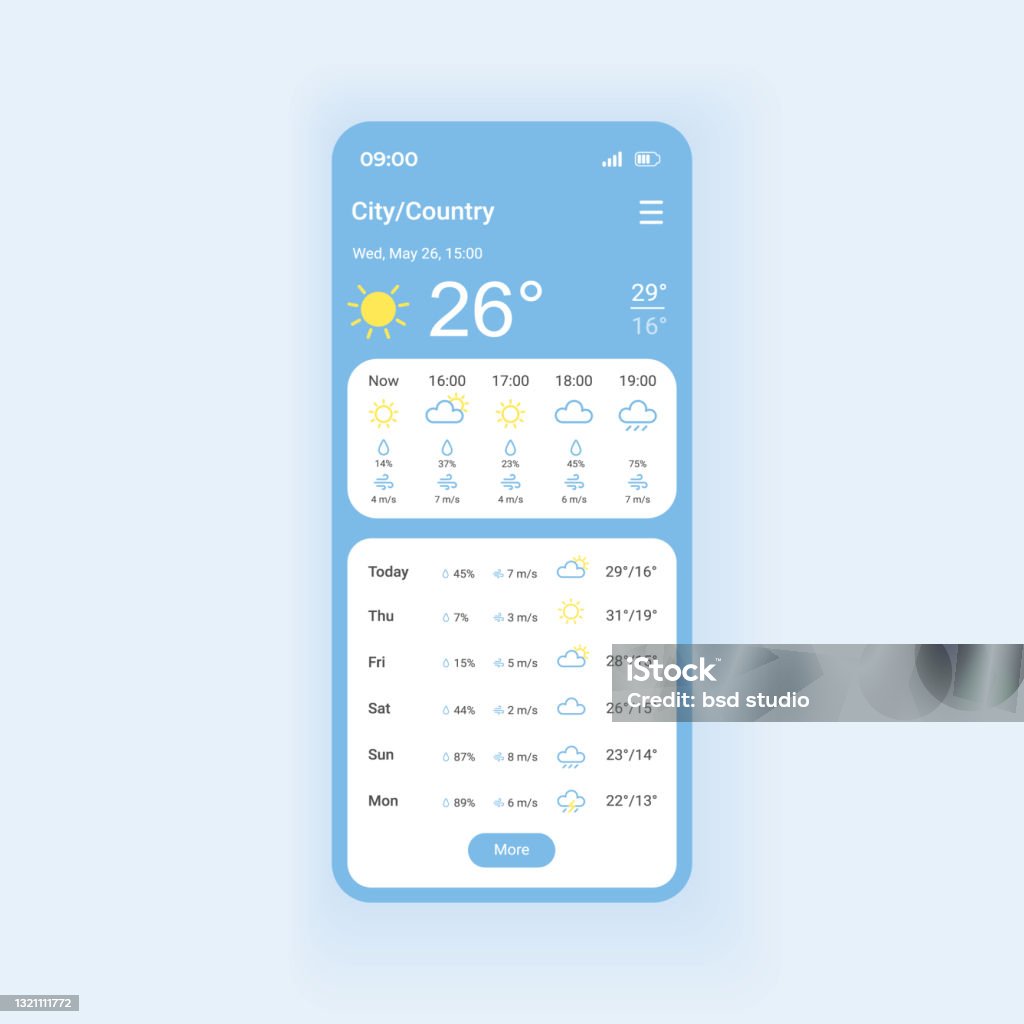 09:00
City/Country
Wed, May 26, 15:00
26° 29°
16°
Now 16:00 17:00 18:00 19:00
14% 37% 23% 45% 75%
4 m/s 7 m/s 4 m/s 6 m/s 7 m/s
Today 45% 7 m/s 29°/16°
Thu 7% 3 m/s 31°/19°
Fri 15% 5 m/s
iStock™
Credit: bsd studio
Sat 44% 2 m/s 26°/15°
Sun 87% 8 m/s 23°/14°
Mon 89% 6 m/s 22°/13°
More
1321111772